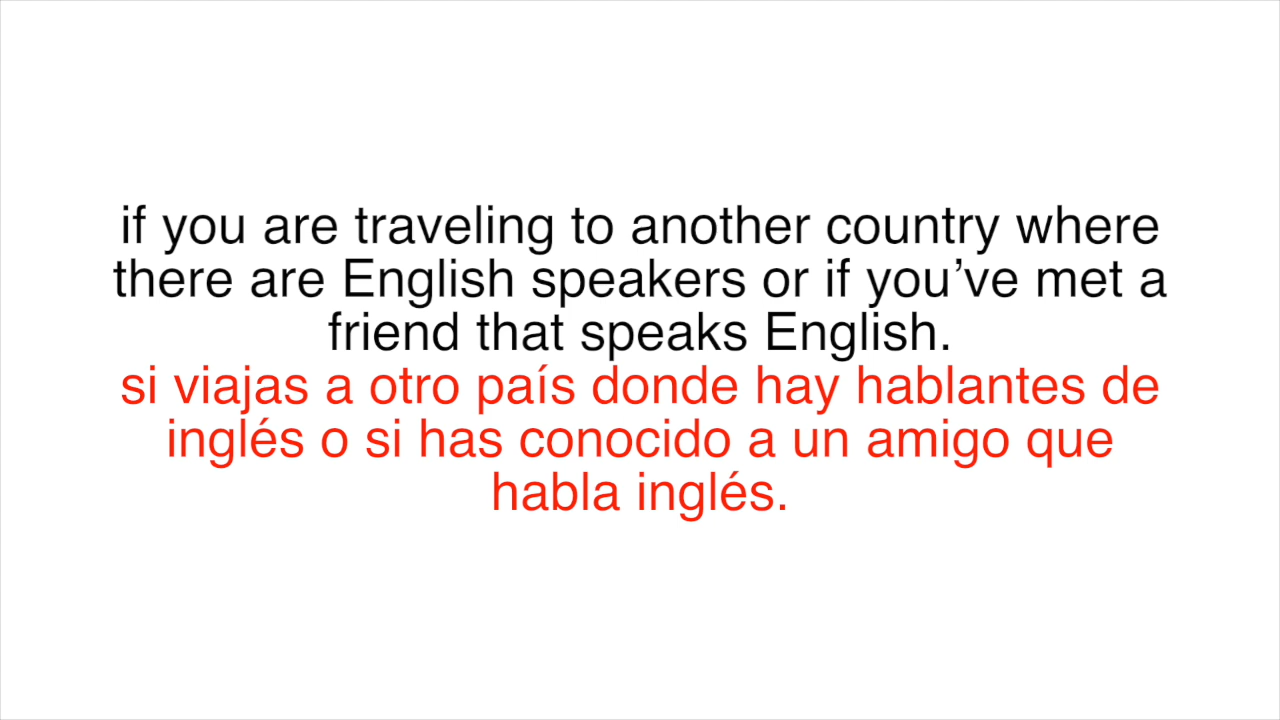 if you are traveling to another country where
there are English speakers or if you’ve met a
friend that speaks English.
si viajas a otro país donde hay hablantes de
inglés o si has conocido a un amigo que
habla inglés.